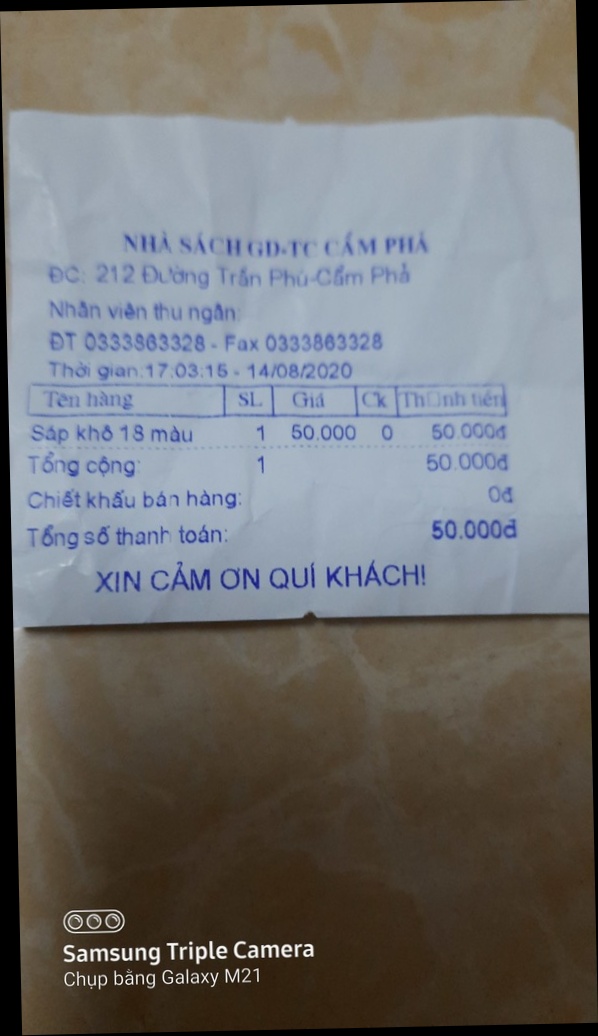 NHÀ SÁCH GD-TC CẨM PHẢ
ĐC: 212 Đường Trần Phú-Cẩm Phả
Nhân viên thu ngân:
ĐT 0333863328 - Fax 0333863328
Thời gian:17:03:15 - 14/08/2020
Tên hàng SL Giá Ck Th□nh tiền
Sáp khô 18 màu 1 50.000 0 50.000đ
Tổng cộng: 1 50.000đ
Chiết khấu bán hàng: 0đ
Tổng số thanh toán: 50.000đ
XIN CẢM ƠN QUÍ KHÁCH!
Samsung Triple Camera
Chụp bằng Galaxy M21